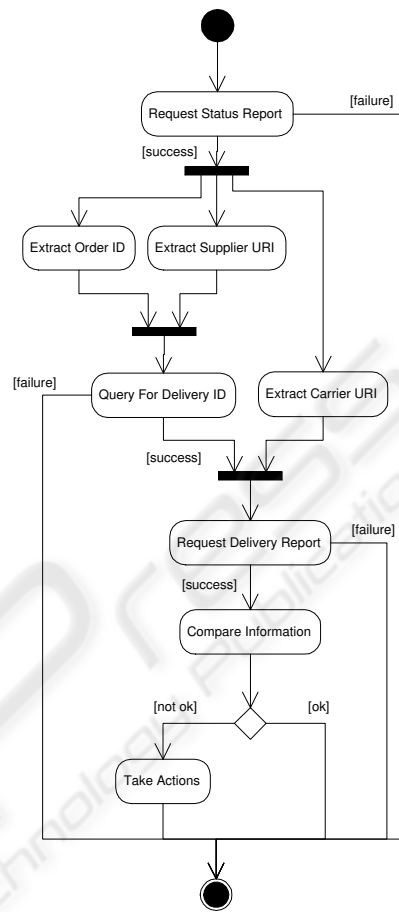 Request Status Report
[failure]
[success]
Extract Order ID
Extract Supplier URI
[failure]
Query For Delivery ID
Extract Carrier URI
[success]
Request Delivery Report
[failure]
[success]
Compare Information
[not ok]
[ok]
Take Actions